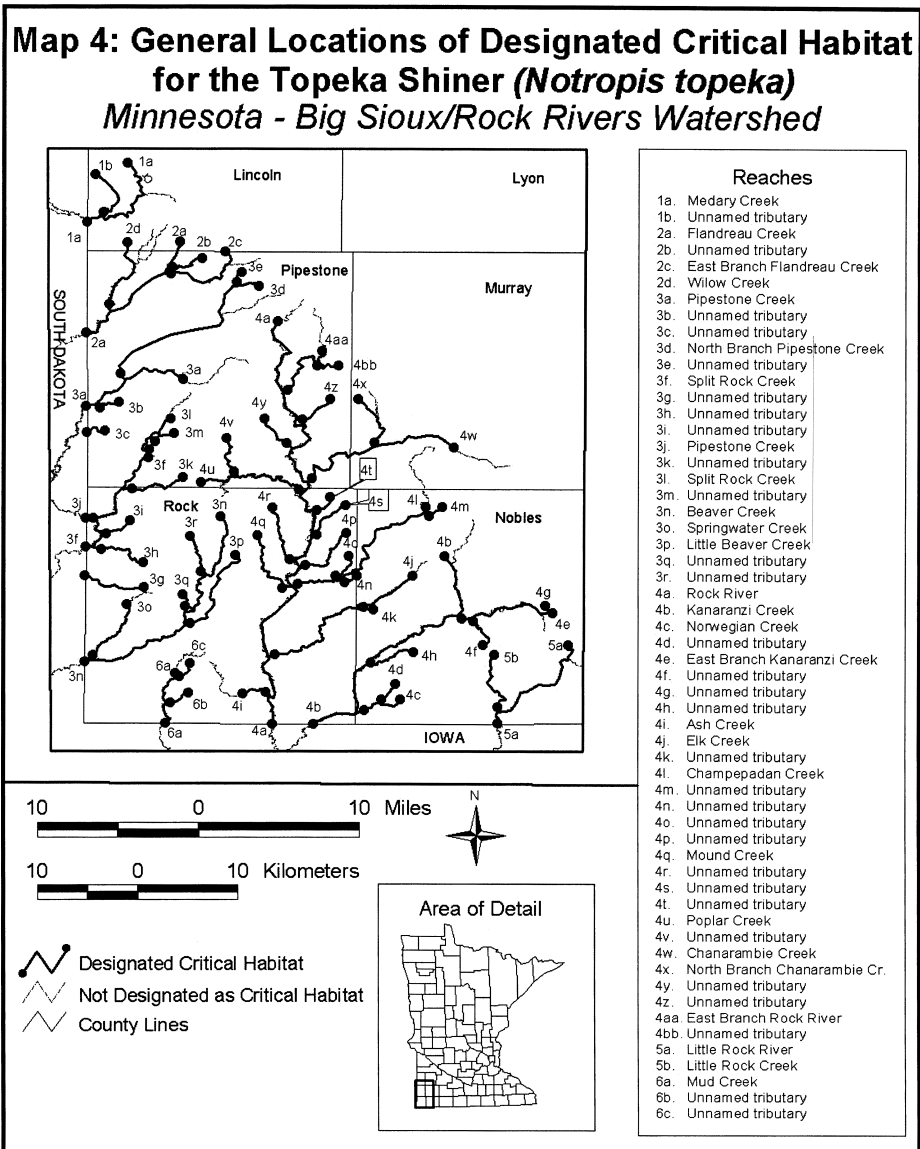 Map 4: General Locations of Designated Critical Habitat
for the Topeka Shiner (Notropis topeka)
Minnesota - Big Sioux/Rock Rivers Watershed
1b
1a
Lincoln
Lyon
1a
2d
2a
2b
2c
3e
Pipestone
3d
Murray
4a
SOUTH DAKOTA
2a
4aa
4bb
3a
4z
4x
3a
3b
3l
4y
3c
3m
4v
4w
3f
3k
4u
4t
4s
3j
3i
Rock
3n
4r
4l
4m
Nobles
3r
4q
4p
3f
3h
3p
4o
4j
4b
3g
3q
4n
3o
4k
4g
4e
6c
4h
4f
5b
5a
3n
6a
4d
6b
4i
4c
6a
4a
4b
IOWA
5a
Reaches
1a. Medary Creek
1b. Unnamed tributary
2a. Flandreau Creek
2b. Unnamed tributary
2c. East Branch Flandreau Creek
2d. Wilow Creek
3a. Pipestone Creek
3b. Unnamed tributary
3c. Unnamed tributary
3d. North Branch Pipestone Creek
3e. Unnamed tributary
3f. Split Rock Creek
3g. Unnamed tributary
3h. Unnamed tributary
3i. Unnamed tributary
3j. Pipestone Creek
3k. Unnamed tributary
3l. Split Rock Creek
3m. Unnamed tributary
3n. Beaver Creek
3o. Springwater Creek
3p. Little Beaver Creek
3q. Unnamed tributary
3r. Unnamed tributary
4a. Rock River
4b. Kanaranzi Creek
4c. Norwegian Creek
4d. Unnamed tributary
4e. East Branch Kanaranzi Creek
4f. Unnamed tributary
4g. Unnamed tributary
4h. Unnamed tributary
4i. Ash Creek
4j. Elk Creek
4k. Unnamed tributary
4l. Champepadan Creek
4m. Unnamed tributary
4n. Unnamed tributary
4o. Unnamed tributary
4p. Unnamed tributary
4q. Mound Creek
4r. Unnamed tributary
4s. Unnamed tributary
4t. Unnamed tributary
4u. Poplar Creek
4v. Unnamed tributary
4w. Chanarambie Creek
4x. North Branch Chanarambie Cr.
4y. Unnamed tributary
4z. Unnamed tributary
4aa. East Branch Rock River
4bb. Unnamed tributary
5a. Little Rock River
5b. Little Rock Creek
6a. Mud Creek
6b. Unnamed tributary
6c. Unnamed tributary
10 0 10 Miles
10 0 10 Kilometers
N
Designated Critical Habitat
Not Designated as Critical Habitat
County Lines
Area of Detail